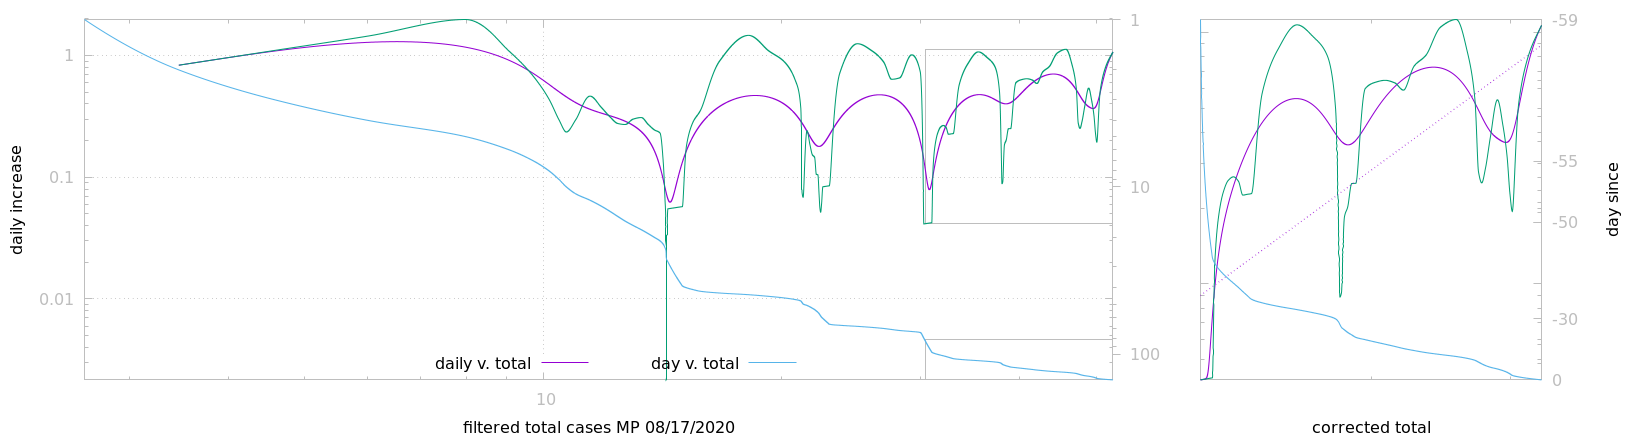 1
0.1
0.01
daily increase
10
filtered total cases MP 08/17/2020
daily v. total
day v. total
1
10
100
-59
-55
-50
-30
0
day since
corrected total